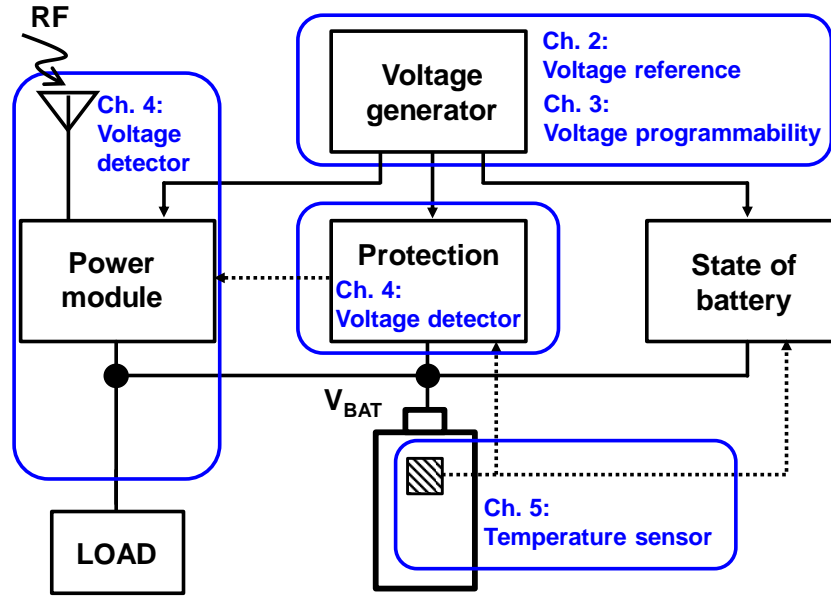 RF
Ch. 4:
Voltage
detector
Voltage
generator
Ch. 2:
Voltage reference
Ch. 3:
Voltage programmability
Power
module
Protection
Ch. 4:
Voltage detector
State of
battery
VBAT
Ch. 5:
Temperature sensor
LOAD